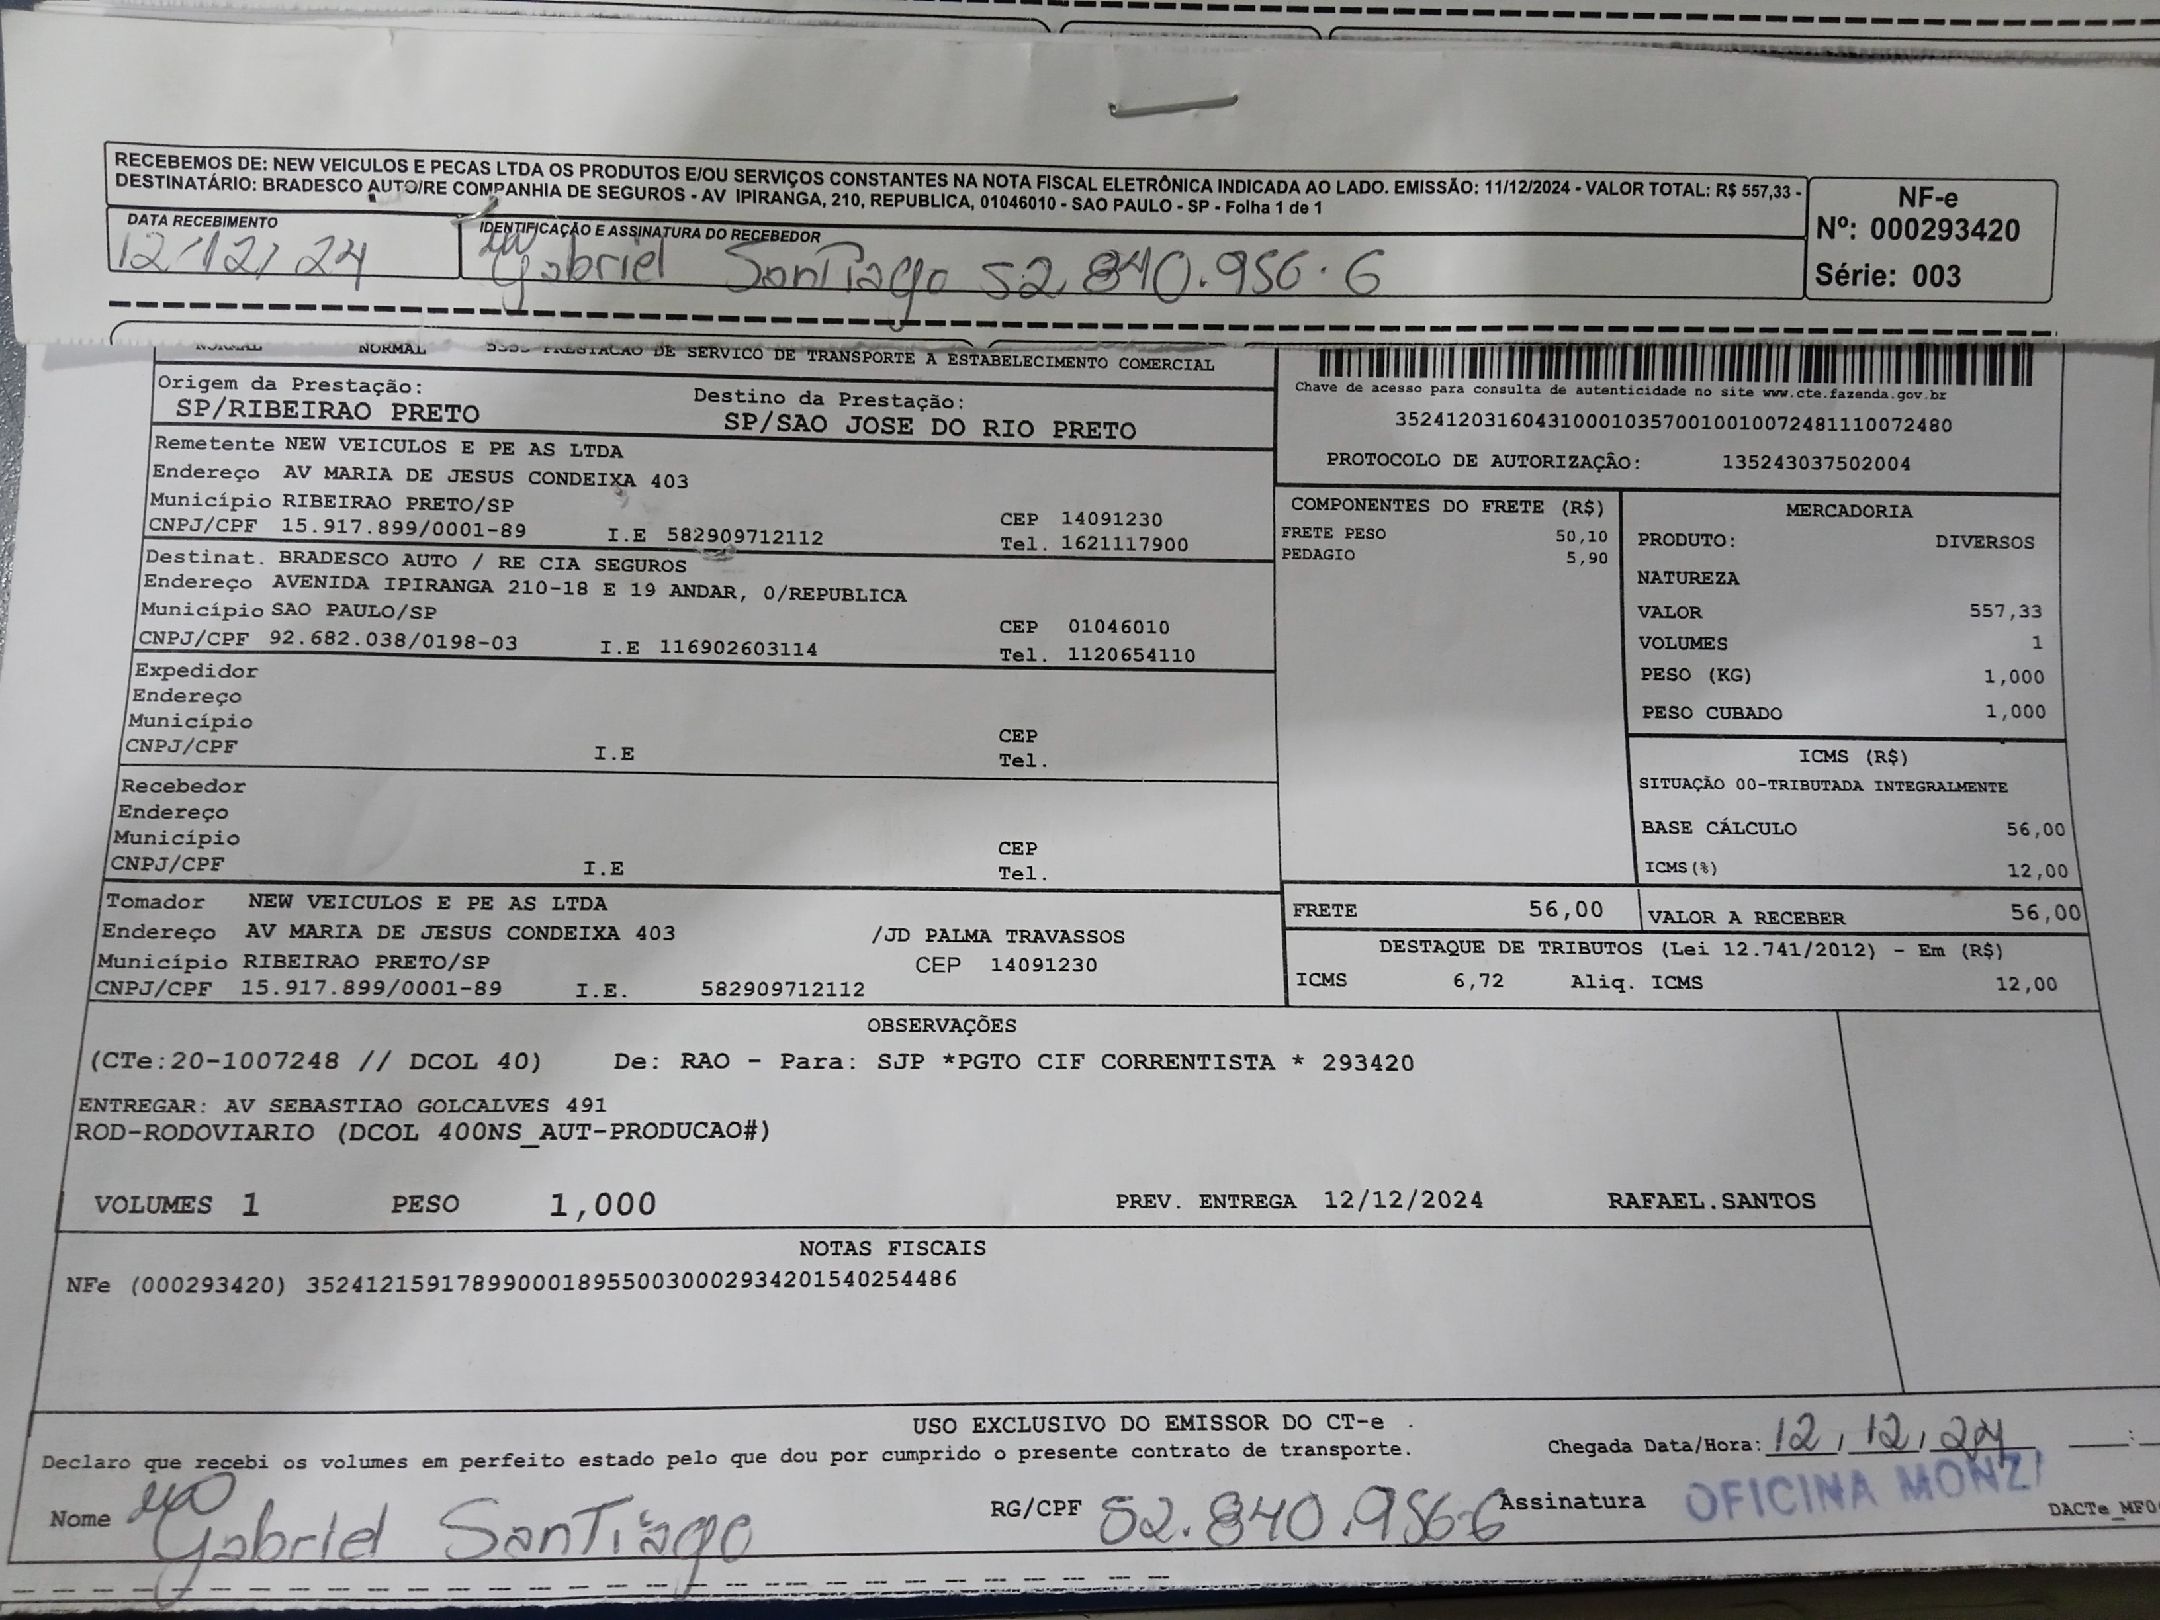 RECEBEMOS DE: NEW VEICULOS E PECAS LTDA OS PRODUTOS E/OU SERVIÇOS CONSTANTES NA NOTA FISCAL ELETRÔNICA INDICADA AO LADO. EMISSÃO: 11/12/2024 - VALOR TOTAL: R$ 557,33 -
DESTINATÁRIO: BRADESCO AUTO/RE COMPANHIA DE SEGUROS - AV IPIRANGA, 210, REPUBLICA, 01046010 - SAO PAULO - SP - Folha 1 de 1
NF-e
Nº: 000293420
Série: 003
DATA RECEBIMENTO
12/12/24
IDENTIFICAÇÃO E ASSINATURA DO RECEBEDOR
Gabriel Santiago 52.840.956.6
NORMAL NORMAL PRESTACAO DE SERVICO DE TRANSPORTE A ESTABELECIMENTO COMERCIAL
Origem da Prestação: Destino da Prestação:
SP/RIBEIRAO PRETO SP/SAO JOSE DO RIO PRETO
Chave de acesso para consulta de autenticidade no site www.cte.fazenda.gov.br
35241203160431000103570010010072481110072480
PROTOCOLO DE AUTORIZAÇÃO: 135243037502004
Remetente NEW VEICULOS E PE AS LTDA
Endereço AV MARIA DE JESUS CONDEIXA 403
Município RIBEIRAO PRETO/SP CEP 14091230
CNPJ/CPF 15.917.899/0001-89 I.E 582909712112 Tel. 1621117900
Destinat. BRADESCO AUTO / RE CIA SEGUROS
Endereço AVENIDA IPIRANGA 210-18 E 19 ANDAR, 0/REPUBLICA
Município SAO PAULO/SP CEP 01046010
CNPJ/CPF 92.682.038/0198-03 I.E 116902603114 Tel. 1120654110
Expedidor
Endereço
Município CEP
CNPJ/CPF I.E Tel.
Recebedor
Endereço
Município CEP
CNPJ/CPF I.E Tel.
Tomador NEW VEICULOS E PE AS LTDA
Endereço AV MARIA DE JESUS CONDEIXA 403 /JD PALMA TRAVASSOS
Município RIBEIRAO PRETO/SP CEP 14091230
CNPJ/CPF 15.917.899/0001-89 I.E. 582909712112
COMPONENTES DO FRETE (R$)
FRETE PESO 50,10
PEDAGIO 5,90
MERCADORIA
PRODUTO: DIVERSOS
NATUREZA
VALOR 557,33
VOLUMES 1
PESO (KG) 1,000
PESO CUBADO 1,000
ICMS (R$)
SITUAÇÃO 00-TRIBUTADA INTEGRALMENTE
BASE CÁLCULO 56,00
ICMS(%) 12,00
FRETE 56,00 VALOR A RECEBER 56,00
DESTAQUE DE TRIBUTOS (Lei 12.741/2012) - Em (R$)
ICMS 6,72 Aliq. ICMS 12,00
OBSERVAÇÕES
(CTe:20-1007248 // DCOL 40) De: RAO - Para: SJP *PGTO CIF CORRENTISTA * 293420
ENTREGAR: AV SEBASTIAO GOLCALVES 491
ROD-RODOVIARIO (DCOL 400NS_AUT-PRODUCAO#)
VOLUMES 1 PESO 1,000 PREV. ENTREGA 12/12/2024 RAFAEL.SANTOS
NOTAS FISCAIS
NFe (000293420) 35241215917899000189550030002934201540254486
USO EXCLUSIVO DO EMISSOR DO CT-e
Declaro que recebi os volumes em perfeito estado pelo que dou por cumprido o presente contrato de transporte. Chegada Data/Hora: 12, 12, 24 :
Nome Gabriel Santiago RG/CPF 52.840.956-6 Assinatura OFICINA MONZI